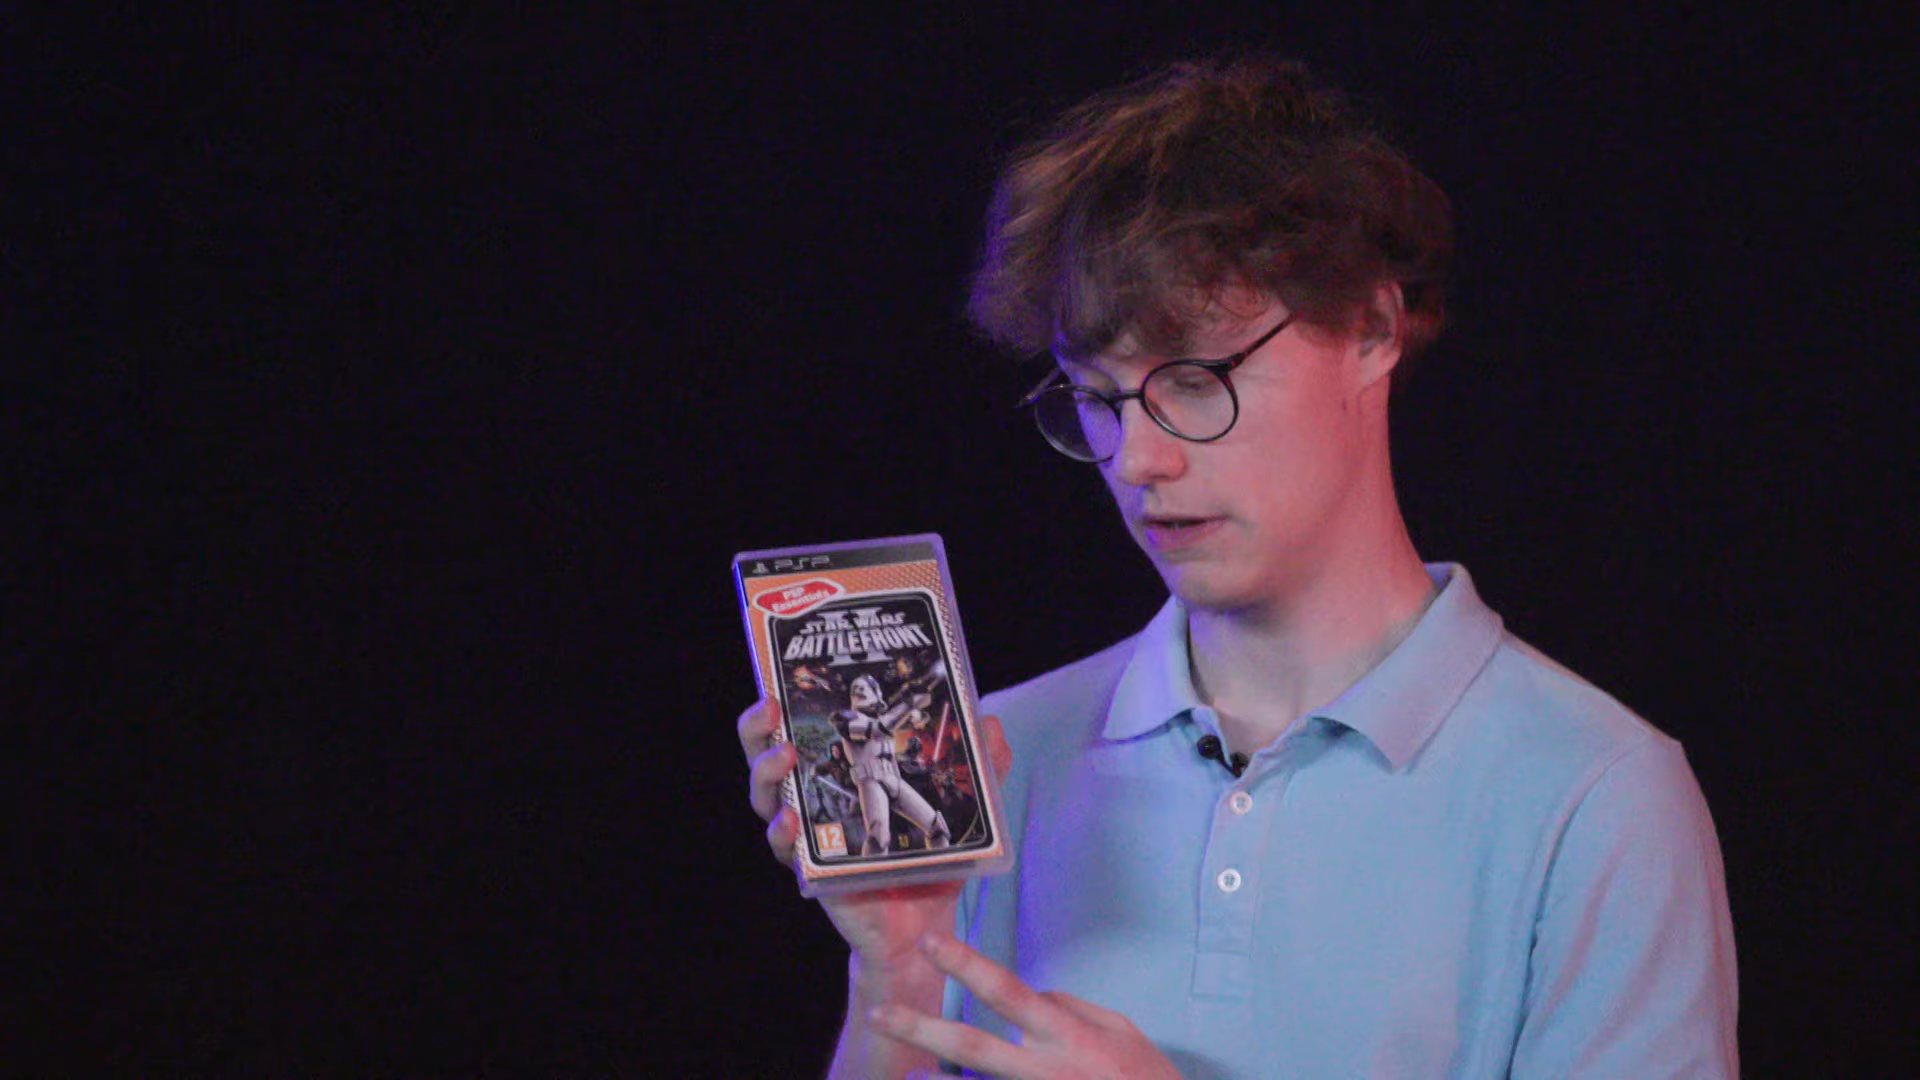 PSP
PSP
Essentials
STAR WARS
BATTLEFRONT
II
12